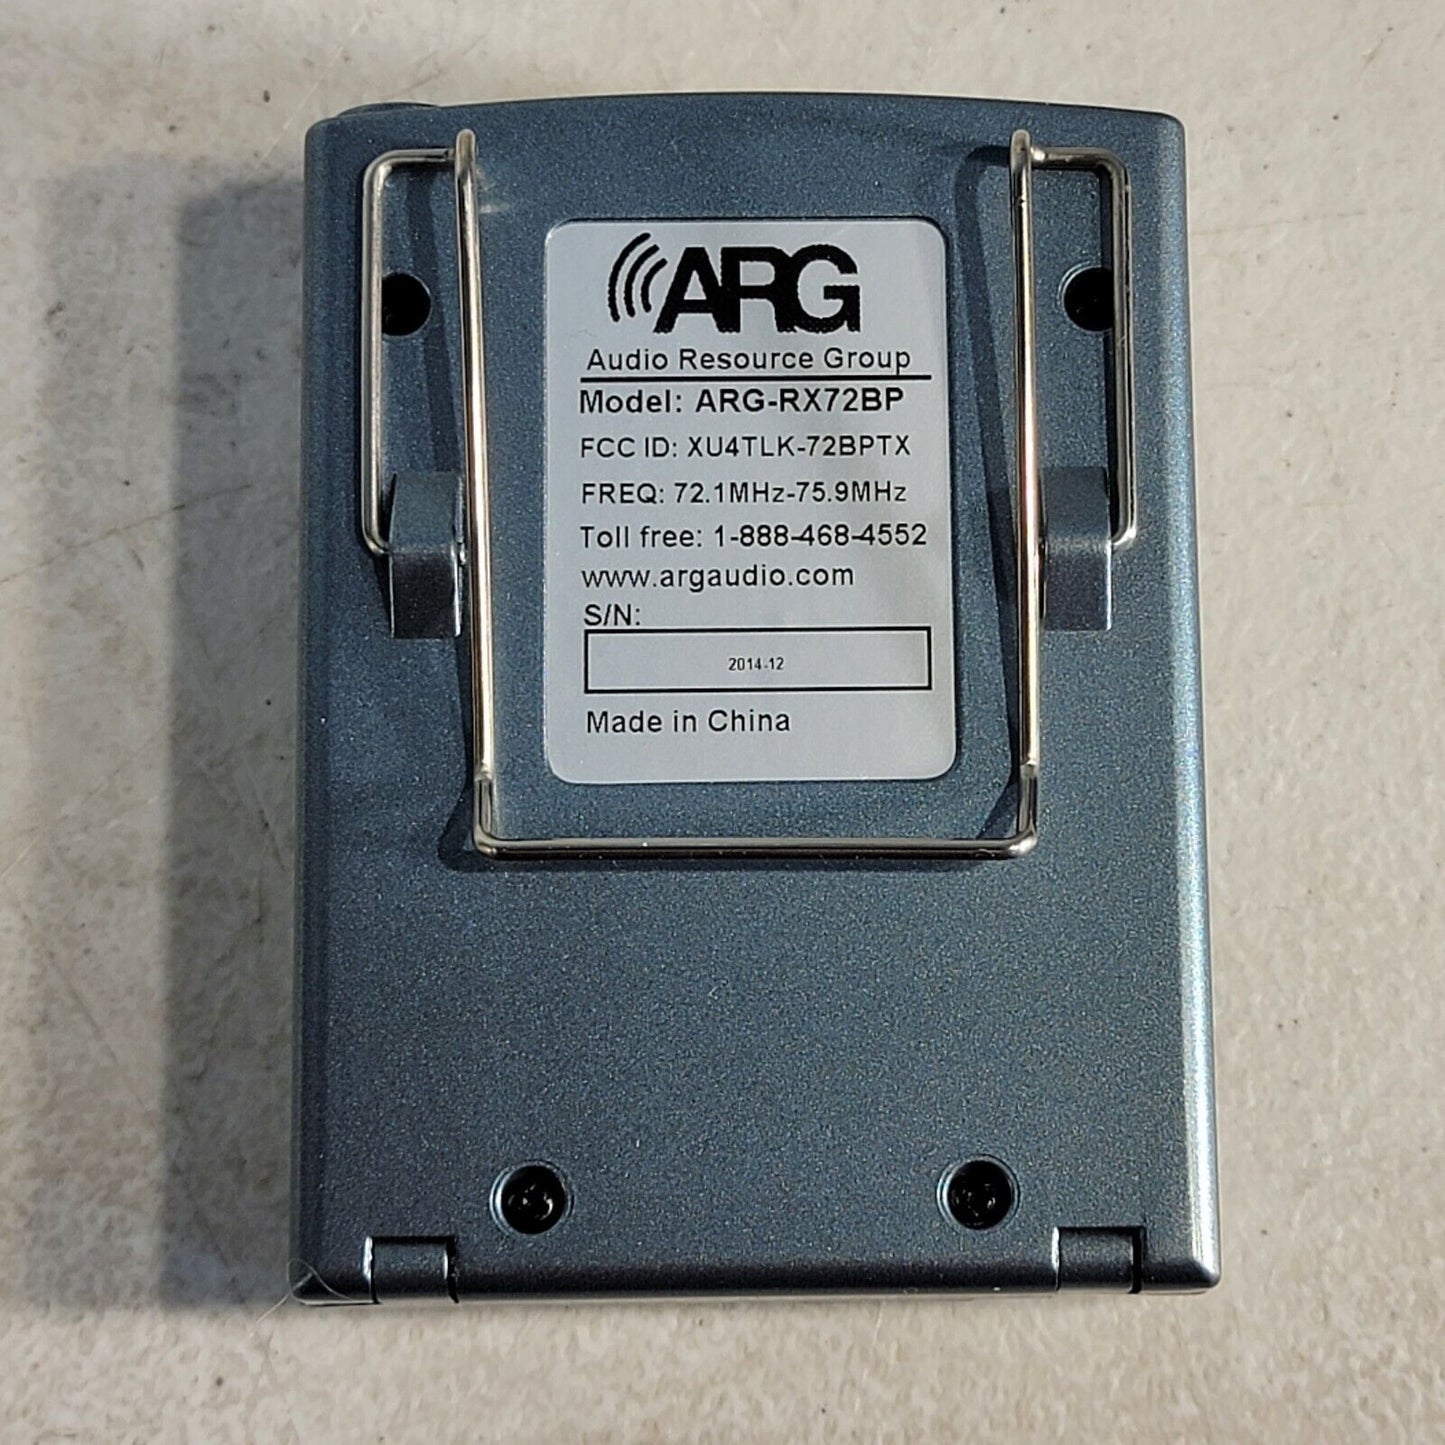 ARG
Audio Resource Group
Model: ARG-RX72BP
FCC ID: XU4TLK-72BPTX
FREQ: 72.1MHz-75.9MHz
Toll free: 1-888-468-4552
www.argaudio.com
S/N:
2014-12
Made in China